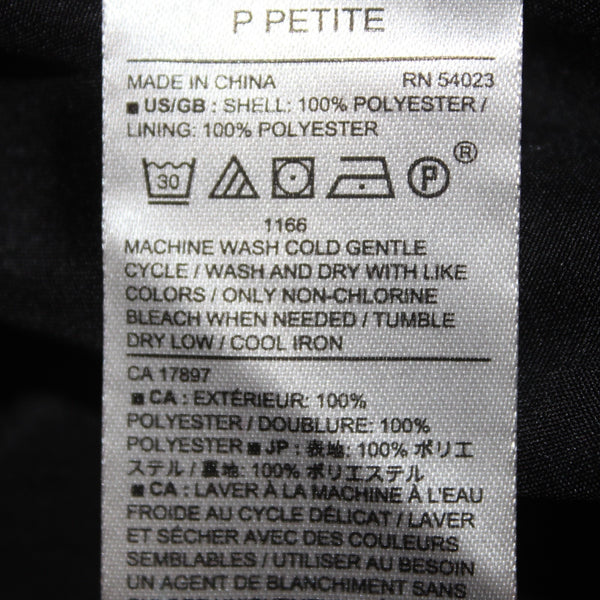 P PETITE
MADE IN CHINA RN 54023
■ US/GB : SHELL: 100% POLYESTER /
LINING: 100% POLYESTER
30 P ®
1166
MACHINE WASH COLD GENTLE
CYCLE / WASH AND DRY WITH LIKE
COLORS / ONLY NON-CHLORINE
BLEACH WHEN NEEDED / TUMBLE
DRY LOW / COOL IRON
CA 17897
■ CA : EXTÉRIEUR: 100%
POLYESTER / DOUBLURE: 100%
POLYESTER ■ JP : 表地: 100% ポリエ
ステル / 裏地: 100% ポリエステル
■ CA : LAVER À LA MACHINE À L'EAU
FROIDE AU CYCLE DÉLICAT / LAVER
ET SÉCHER AVEC DES COULEURS
SEMBLABLES / UTILISER AU BESOIN
UN AGENT DE BLANCHIMENT SANS